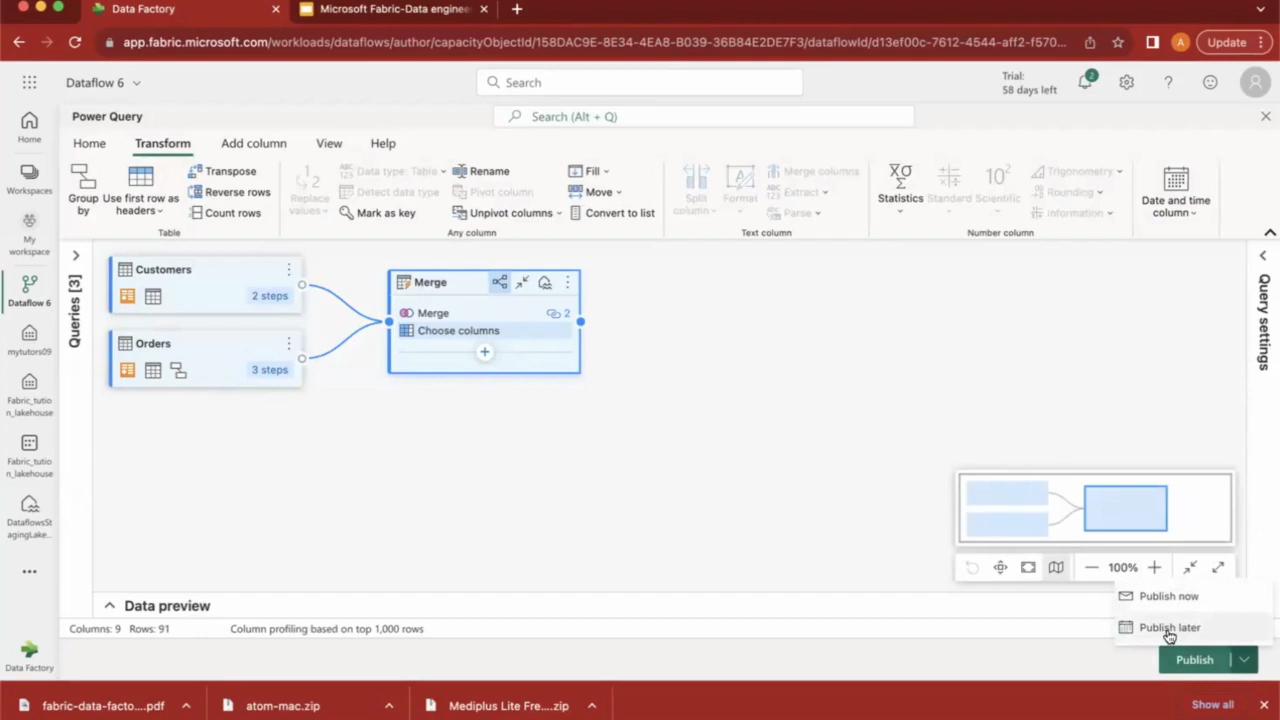 Data Factory
Microsoft Fabric-Data enginee
app.fabric.microsoft.com/workloads/dataflows/author/capacityObjectId/158DAC9E-8E34-4EA8-B039-36B84E2DE7F3/dataflowId/d13ef00c-7612-4544-aff2-f570...
A
Update
Dataflow 6
Search
Trial:
58 days left
2
Power Query
Search (Alt + Q)
Home
Transform
Add column
View
Help
Group by
Use first row as headers
Transpose
Reverse rows
Count rows
Table
Replace values
Data type: Table
Detect data type
Mark as key
Rename
Pivot column
Unpivot columns
Fill
Move
Convert to list
Any column
Split column
Format
Merge columns
Extract
Parse
Text column
Statistics
Standard
Scientific
Trigonometry
Rounding
Information
Number column
Date and time column
Home
Workspaces
My workspace
Dataflow 6
mytutors09
Fabric_tution_lakehouse
Fabric_tution_lakehouse
DataflowsStagingLake...
Data Factory
Queries [3]
Customers
2 steps
Orders
3 steps
Merge
Merge
2
Choose columns
Query settings
100%
Data preview
Columns: 9 Rows: 91
Column profiling based on top 1,000 rows
Publish now
Publish later
Publish
fabric-data-facto....pdf
atom-mac.zip
Mediplus Lite Fre....zip
Show all